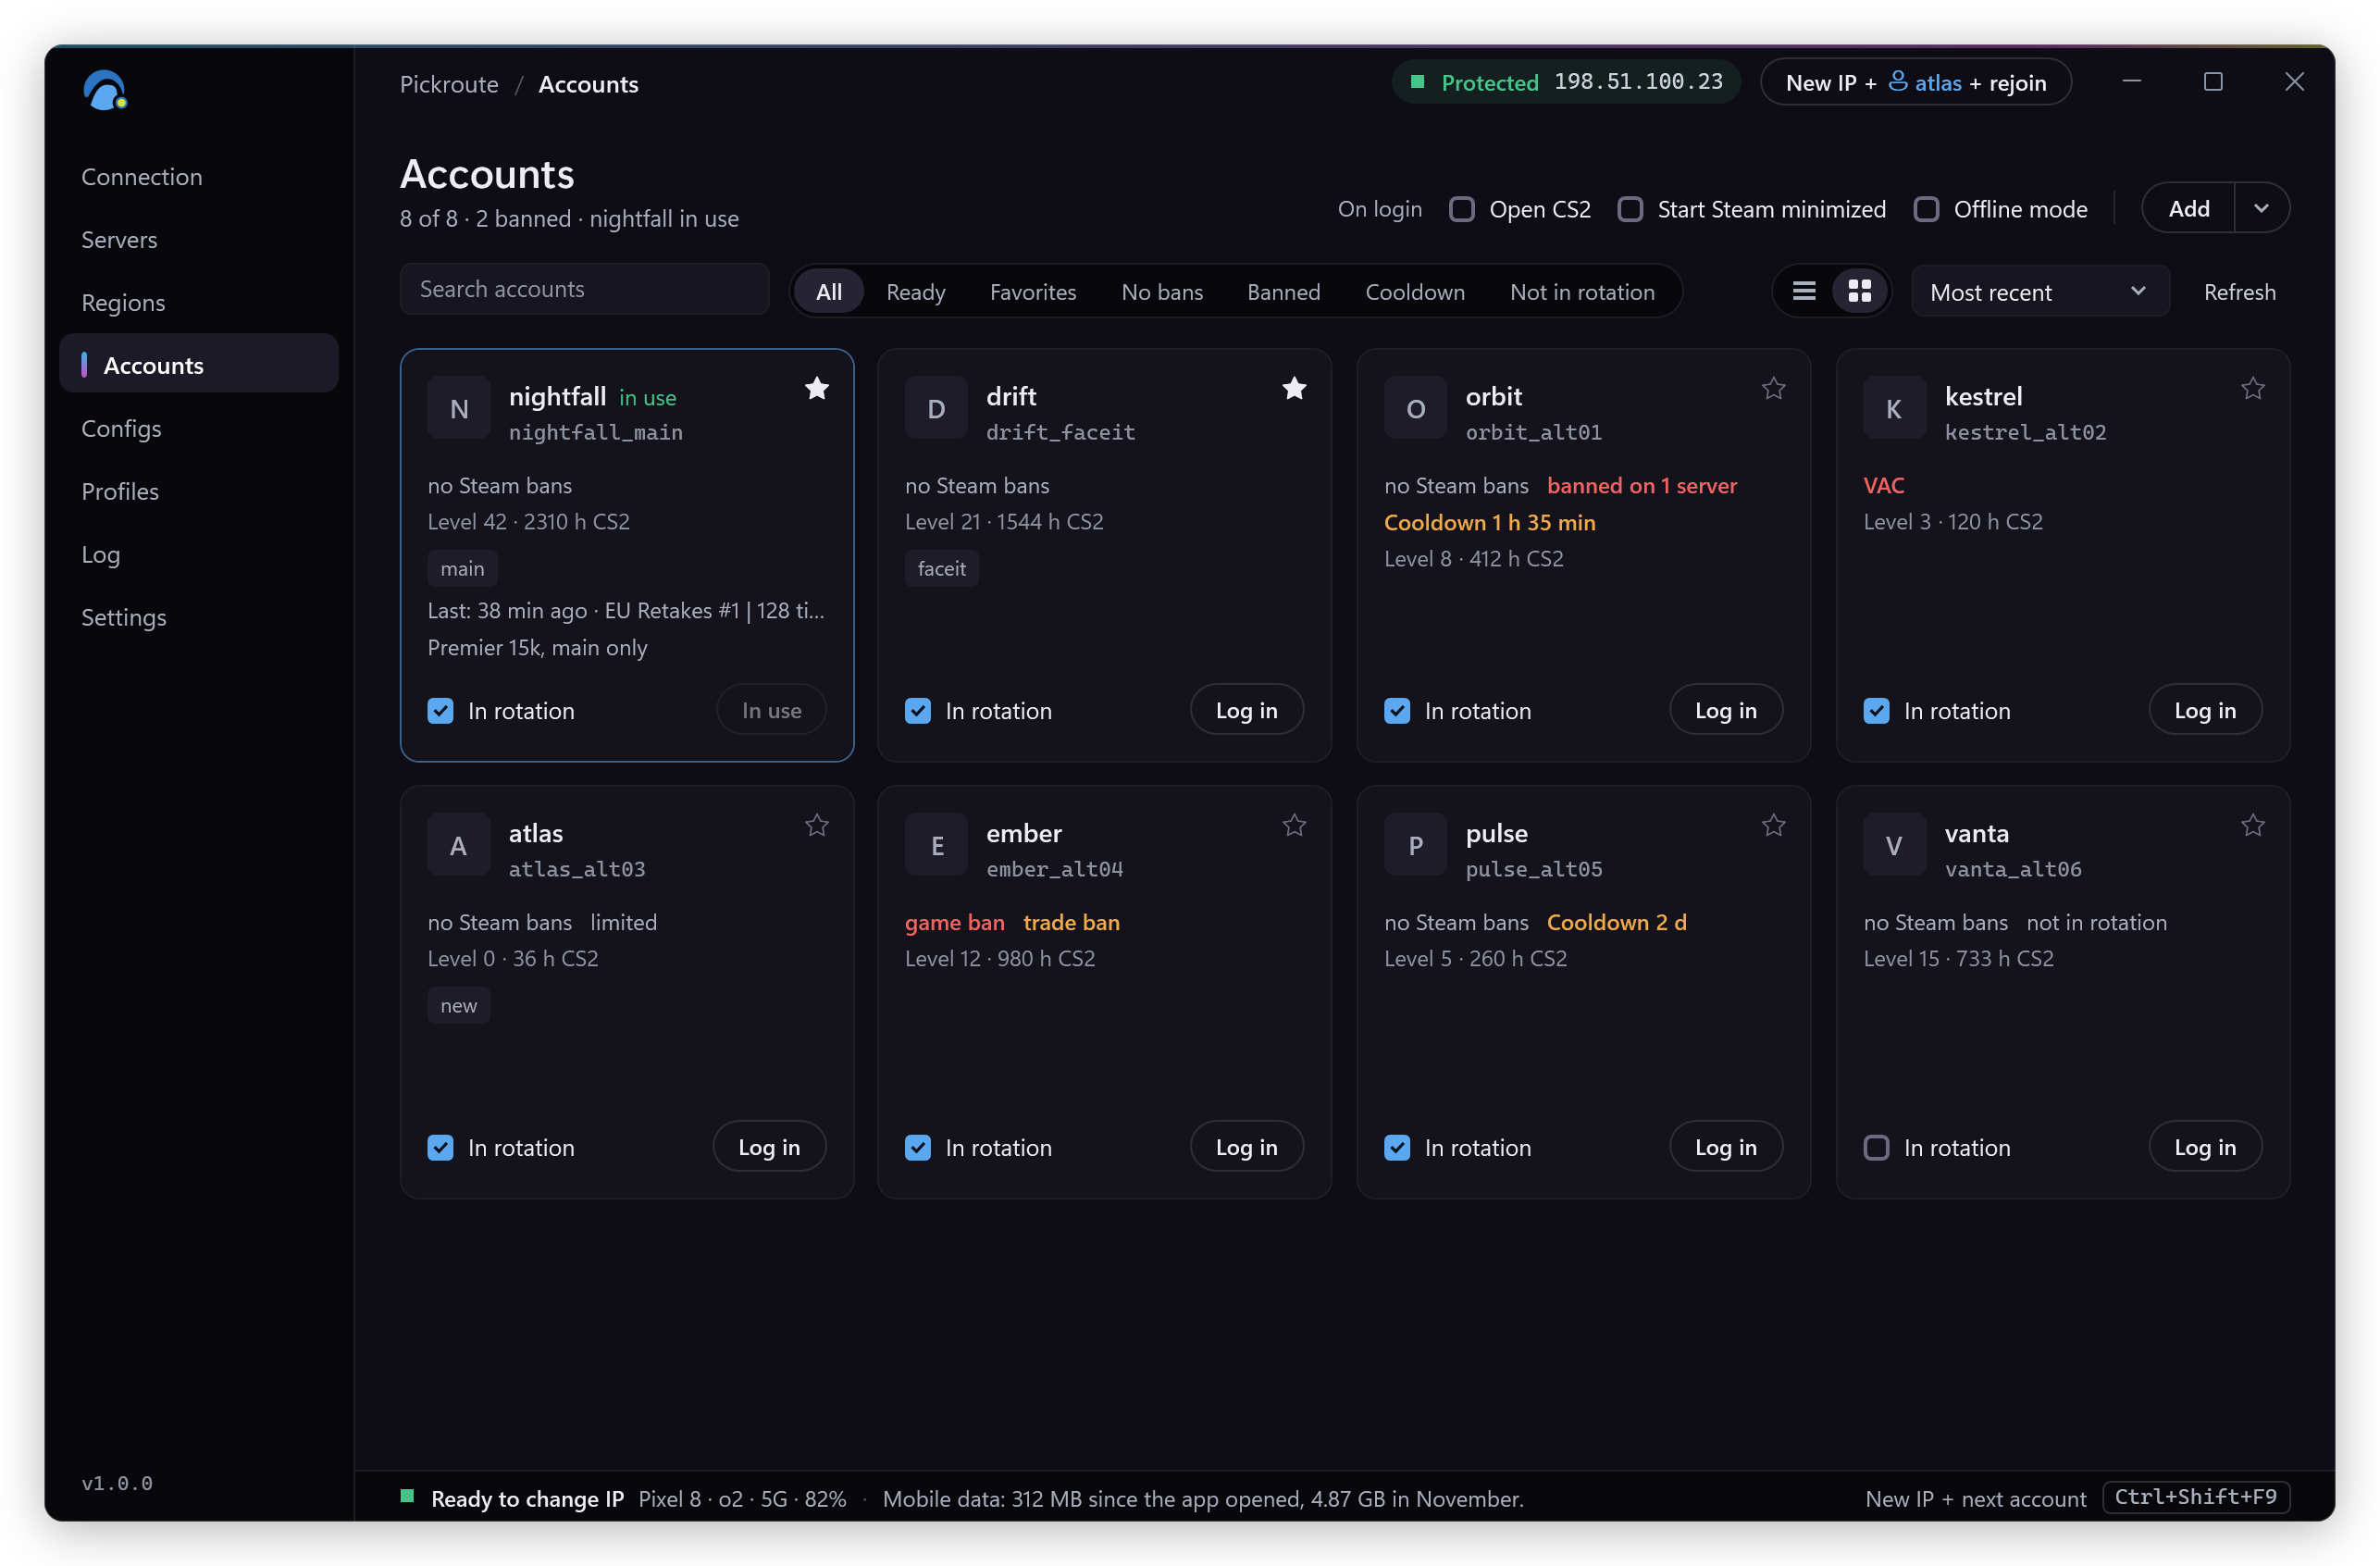 Pickroute / Accounts
Protected 198.51.100.23
New IP + atlas + rejoin
Connection
Servers
Regions
Accounts
Configs
Profiles
Log
Settings
v1.0.0
Accounts
8 of 8 · 2 banned · nightfall in use
On login Open CS2 Start Steam minimized Offline mode Add
Search accounts
All Ready Favorites No bans Banned Cooldown Not in rotation
Most recent
Refresh
N
nightfall in use
nightfall_main
no Steam bans
Level 42 · 2310 h CS2
main
Last: 38 min ago · EU Retakes #1 | 128 ti...
Premier 15k, main only
In rotation In use
D
drift
drift_faceit
no Steam bans
Level 21 · 1544 h CS2
faceit
In rotation Log in
O
orbit
orbit_alt01
no Steam bans banned on 1 server
Cooldown 1 h 35 min
Level 8 · 412 h CS2
In rotation Log in
K
kestrel
kestrel_alt02
VAC
Level 3 · 120 h CS2
In rotation Log in
A
atlas
atlas_alt03
no Steam bans limited
Level 0 · 36 h CS2
new
In rotation Log in
E
ember
ember_alt04
game ban trade ban
Level 12 · 980 h CS2
In rotation Log in
P
pulse
pulse_alt05
no Steam bans Cooldown 2 d
Level 5 · 260 h CS2
In rotation Log in
V
vanta
vanta_alt06
no Steam bans not in rotation
Level 15 · 733 h CS2
In rotation Log in
Ready to change IP Pixel 8 · o2 · 5G · 82% · Mobile data: 312 MB since the app opened, 4.87 GB in November.
New IP + next account Ctrl+Shift+F9